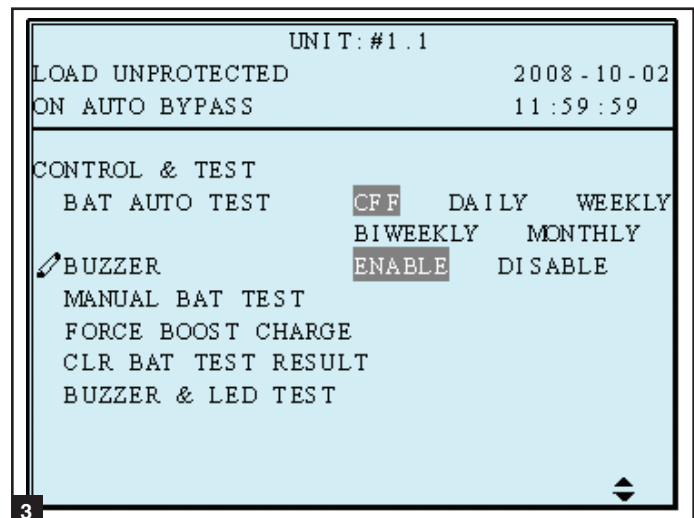 UNIT:#1.1
LOAD UNPROTECTED 2008-10-02
ON AUTO BYPASS 11:59:59
CONTROL & TEST
BAT AUTO TEST CFF DAILY WEEKLY
BIWEEKLY MONTHLY
BUZZER ENABLE DISABLE
MANUAL BAT TEST
FORCE BOOST CHARGE
CLR BAT TEST RESULT
BUZZER & LED TEST
3